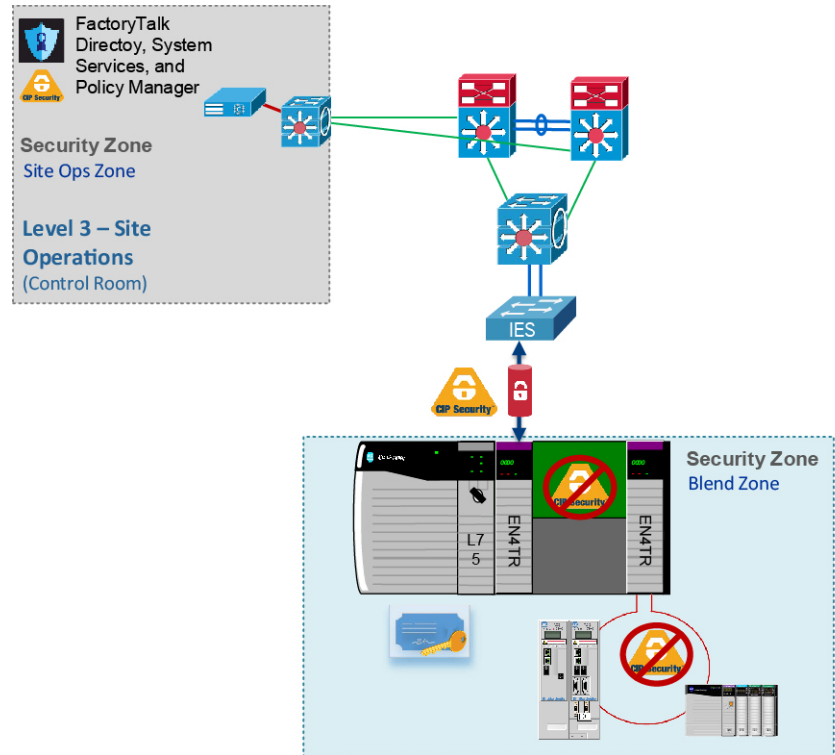 FactoryTalk
Directoy, System
Services, and
Policy Manager
CIP Security
Security Zone
Site Ops Zone
Level 3 – Site
Operations
(Control Room)
IES
CIP Security
Security Zone
Blend Zone
CIP Security
L7
5
EN4TR
EN4TR
CIP Security